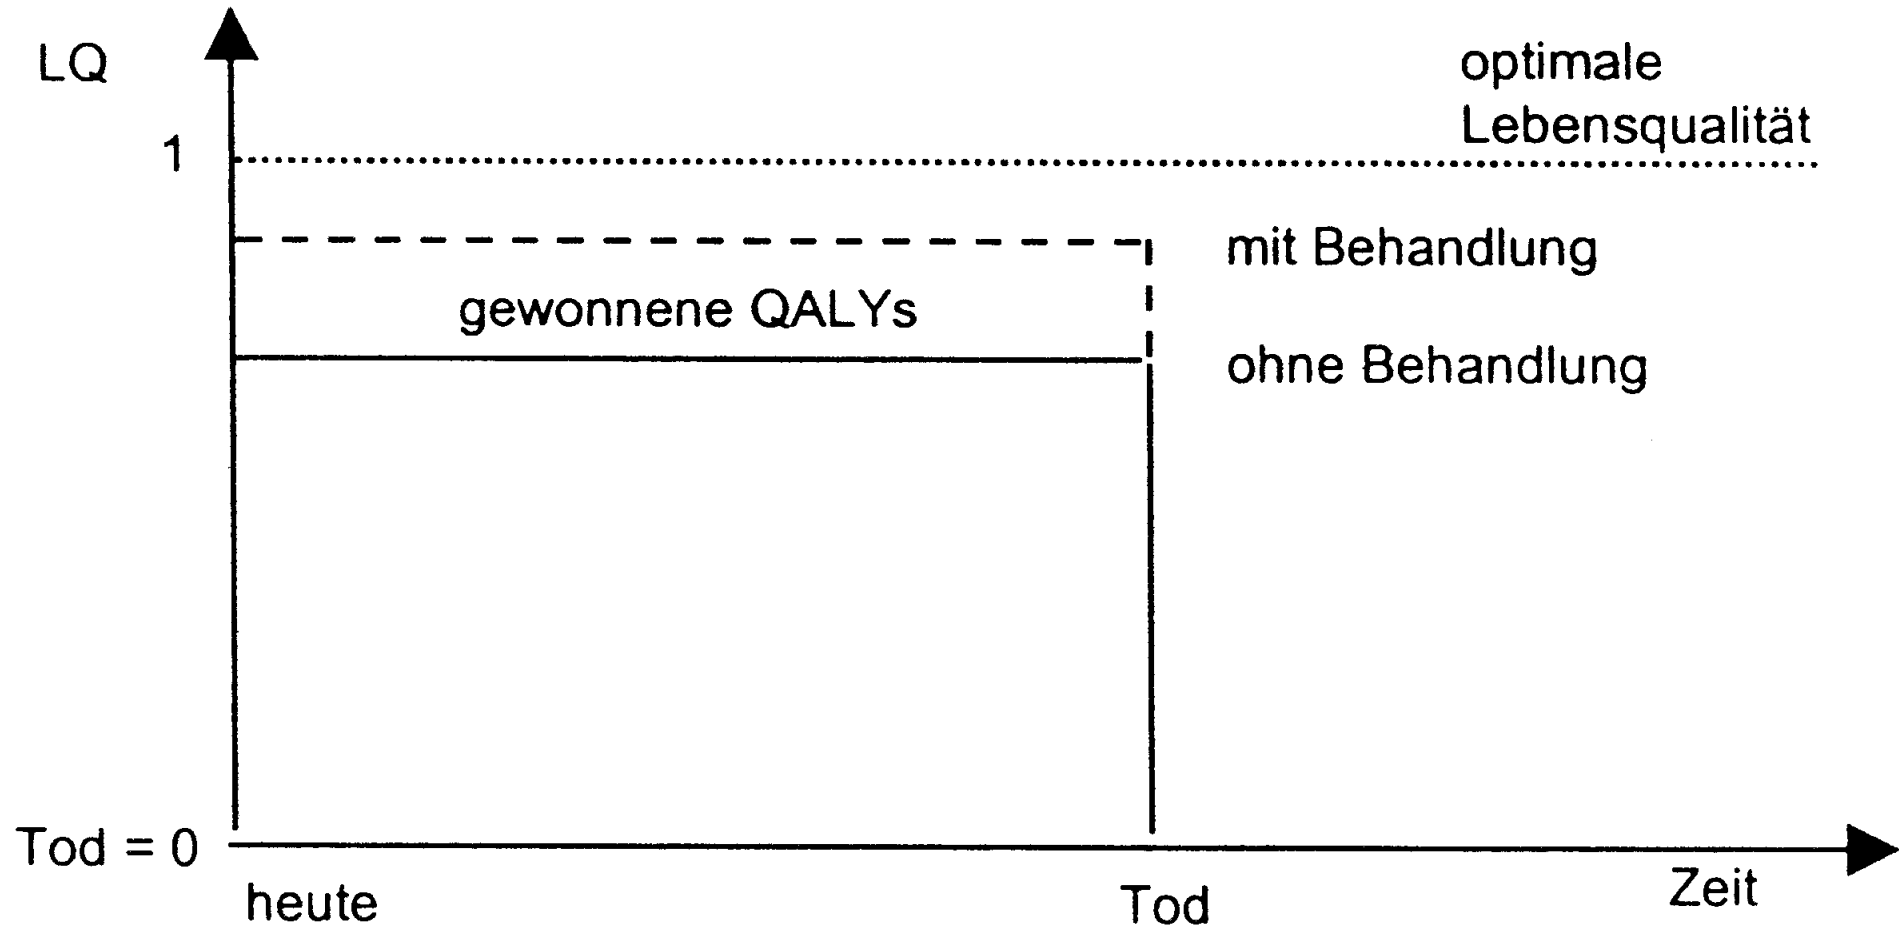 LQ
optimale
Lebensqualität
1
mit Behandlung
gewonnene QALYs
ohne Behandlung
Tod = 0
heute
Tod
Zeit